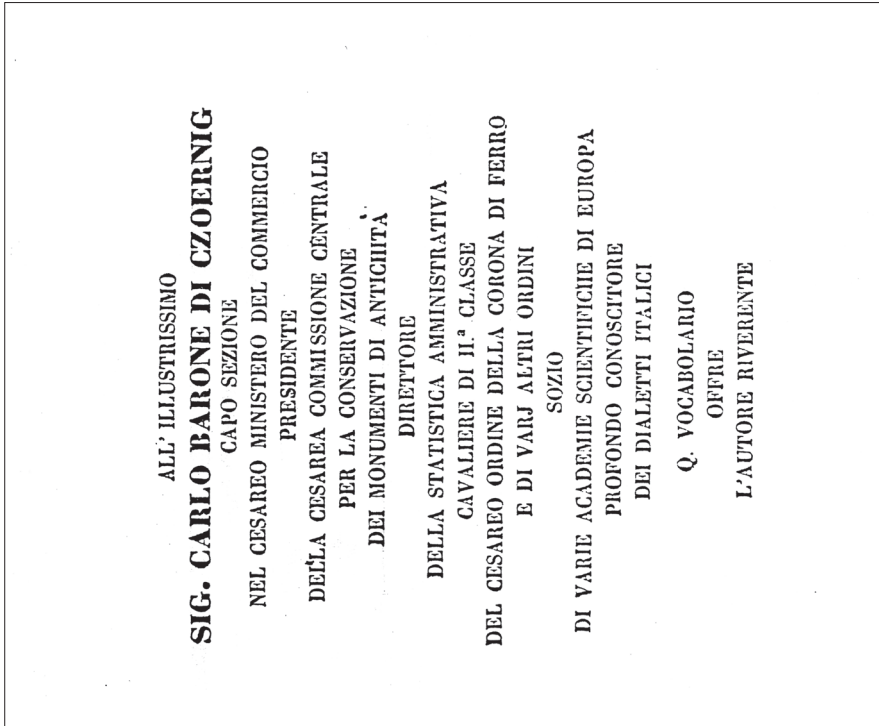 ALL' ILLUSTRISSIMO
SIG. CARLO BARONE DI CZOERNIG
CAPO SEZIONE
NEL CESAREO MINISTERO DEL COMMERCIO
PRESIDENTE
DELLA CESAREA COMMISSIONE CENTRALE
PER LA CONSERVAZIONE
DEI MONUMENTI DI ANTICHITÀ
DIRETTORE
DELLA STATISTICA AMMINISTRATIVA
CAVALIERE DI II.ª CLASSE
DEL CESAREO ORDINE DELLA CORONA DI FERRO
E DI VARJ ALTRI ORDINI
SOZIO
DI VARIE ACADEMIE SCIENTIFICHE DI EUROPA
PROFONDO CONOSCITORE
DEI DIALETTI ITALICI
Q. VOCABOLARIO
OFFRE
L'AUTORE RIVERENTE